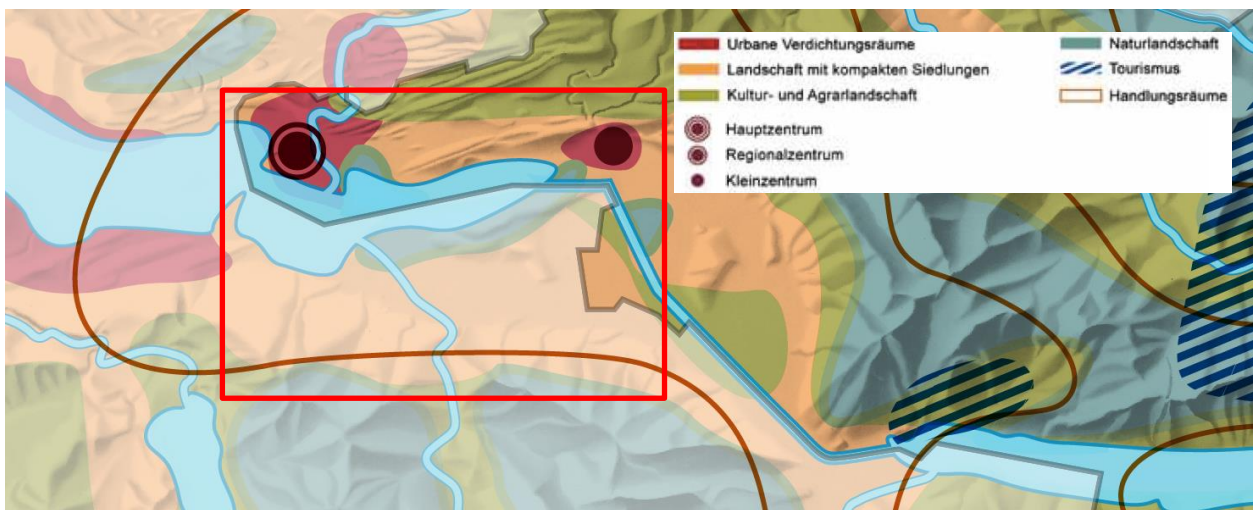 Urbane Verdichtungsräume
Landschaft mit kompakten Siedlungen
Kultur- und Agrarlandschaft
Hauptzentrum
Regionalzentrum
Kleinzentrum
Naturlandschaft
Tourismus
Handlungsräume